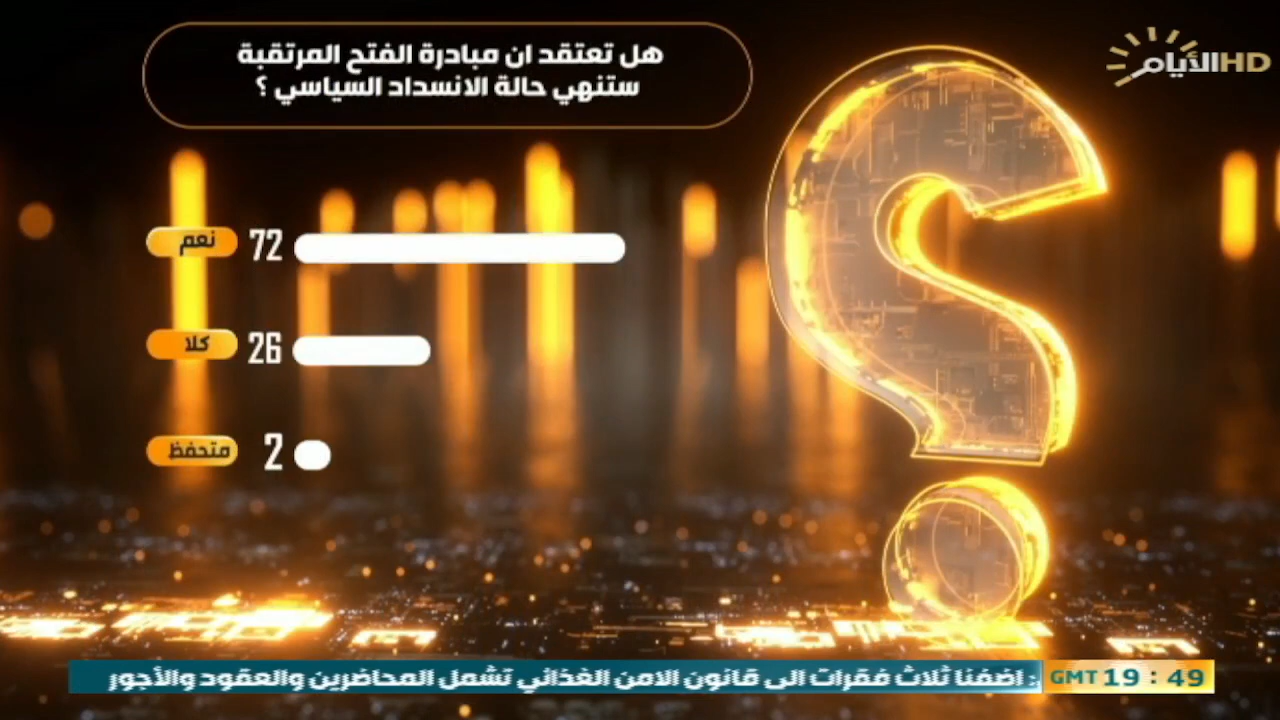 هل تعتقد ان مبادرة الفتح المرتقبة
ستنهي حالة الانسداد السياسي ؟
الأيام HD
نعم 72
كلا 26
متحفظ 2
: اضفنا ثلاث فقرات الى قانون الامن الغذائي تشمل المحاضرين والعقود والأجور
GMT 19 : 49